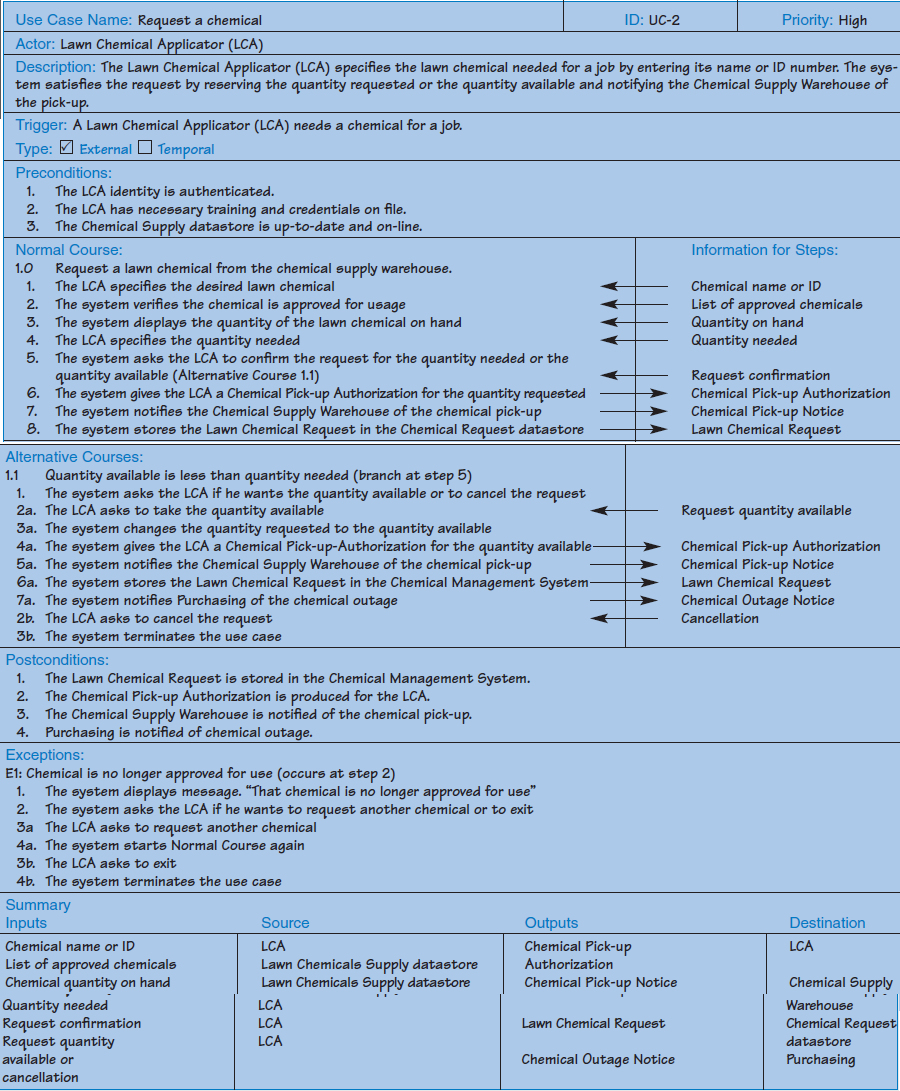 Use Case Name: Request a chemical ID: UC-2 Priority: High
Actor: Lawn Chemical Applicator (LCA)
Description: The Lawn Chemical Applicator (LCA) specifies the lawn chemical needed for a job by entering its name or ID number. The sys-
tem satisfies the request by reserving the quantity requested or the quantity available and notifying the Chemical Supply Warehouse of
the pick-up.
Trigger: A Lawn Chemical Applicator (LCA) needs a chemical for a job.
Type: ☑ External ☐ Temporal
Preconditions:
1. The LCA identity is authenticated.
2. The LCA has necessary training and credentials on file.
3. The Chemical Supply datastore is up-to-date and on-line.
Normal Course: Information for Steps:
1.0 Request a lawn chemical from the chemical supply warehouse.
1. The LCA specifies the desired lawn chemical Chemical name or ID
2. The system verifies the chemical is approved for usage List of approved chemicals
3. The system displays the quantity of the lawn chemical on hand Quantity on hand
4. The LCA specifies the quantity needed Quantity needed
5. The system asks the LCA to confirm the request for the quantity needed or the
quantity available (Alternative Course 1.1) Request confirmation
6. The system gives the LCA a Chemical Pick-up Authorization for the quantity requested Chemical Pick-up Authorization
7. The system notifies the Chemical Supply Warehouse of the chemical pick-up Chemical Pick-up Notice
8. The system stores the Lawn Chemical Request in the Chemical Request datastore Lawn Chemical Request
Alternative Courses:
1.1 Quantity available is less than quantity needed (branch at step 5)
1. The system asks the LCA if he wants the quantity available or to cancel the request
2a. The LCA asks to take the quantity available Request quantity available
3a. The system changes the quantity requested to the quantity available
4a. The system gives the LCA a Chemical Pick-up-Authorization for the quantity available Chemical Pick-up Authorization
5a. The system notifies the Chemical Supply Warehouse of the chemical pick-up Chemical Pick-up Notice
6a. The system stores the Lawn Chemical Request in the Chemical Management System Lawn Chemical Request
7a. The system notifies Purchasing of the chemical outage Chemical Outage Notice
2b. The LCA asks to cancel the request Cancellation
3b. The system terminates the use case
Postconditions:
1. The Lawn Chemical Request is stored in the Chemical Management System.
2. The Chemical Pick-up Authorization is produced for the LCA.
3. The Chemical Supply Warehouse is notified of the chemical pick-up.
4. Purchasing is notified of chemical outage.
Exceptions:
E1: Chemical is no longer approved for use (occurs at step 2)
1. The system displays message. “That chemical is no longer approved for use”
2. The system asks the LCA if he wants to request another chemical or to exit
3a The LCA asks to request another chemical
4a. The system starts Normal Course again
3b. The LCA asks to exit
4b. The system terminates the use case
Summary
Inputs Source Outputs Destination
Chemical name or ID LCA Chemical Pick-up LCA
List of approved chemicals Lawn Chemicals Supply datastore Authorization
Chemical quantity on hand Lawn Chemicals Supply datastore Chemical Pick-up Notice Chemical Supply
Quantity needed LCA Warehouse
Request confirmation LCA Lawn Chemical Request Chemical Request
Request quantity LCA datastore
available or Chemical Outage Notice Purchasing
cancellation